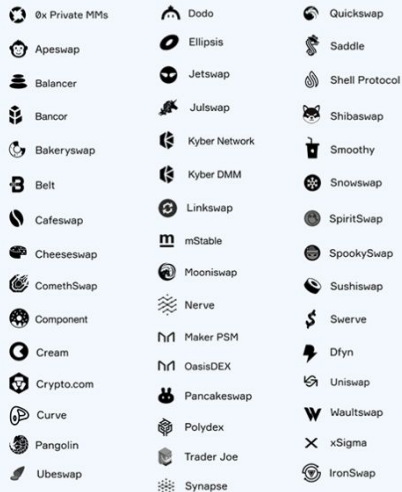 0x Private MMs
Apeswap
Balancer
Bancor
Bakeryswap
Belt
Cafeswap
Cheeseswap
ComethSwap
Component
Cream
Crypto.com
Curve
Pangolin
Ubeswap
Dodo
Ellipsis
Jetswap
Julswap
Kyber Network
Kyber DMM
Linkswap
mStable
Mooniswap
Nerve
Maker PSM
OasisDEX
Pancakeswap
Polydex
Trader Joe
Synapse
Quickswap
Saddle
Shell Protocol
Shibaswap
Smoothy
Snowswap
SpiritSwap
SpookySwap
Sushiswap
Swerve
Dfyn
Uniswap
Waultswap
xSigma
IronSwap